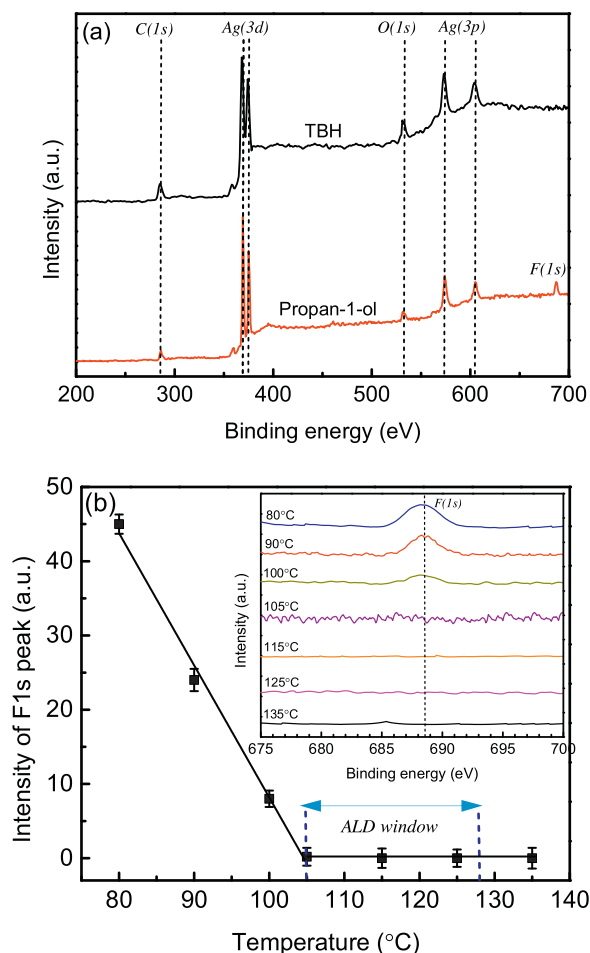 (a)
C(1s) Ag(3d) O(1s) Ag(3p)
TBH
F(1s)
Propan-1-ol
Intensity (a.u.)
200 300 400 500 600 700
Binding energy (eV)
(b)
50
40
30
20
10
0
Intensity of F1s peak (a.u.)
F(1s)
80°C
90°C
100°C
105°C
115°C
125°C
135°C
Intensity (a.u.)
675 680 685 690 695 700
Binding energy (eV)
ALD window
80 90 100 110 120 130 140
Temperature (°C)